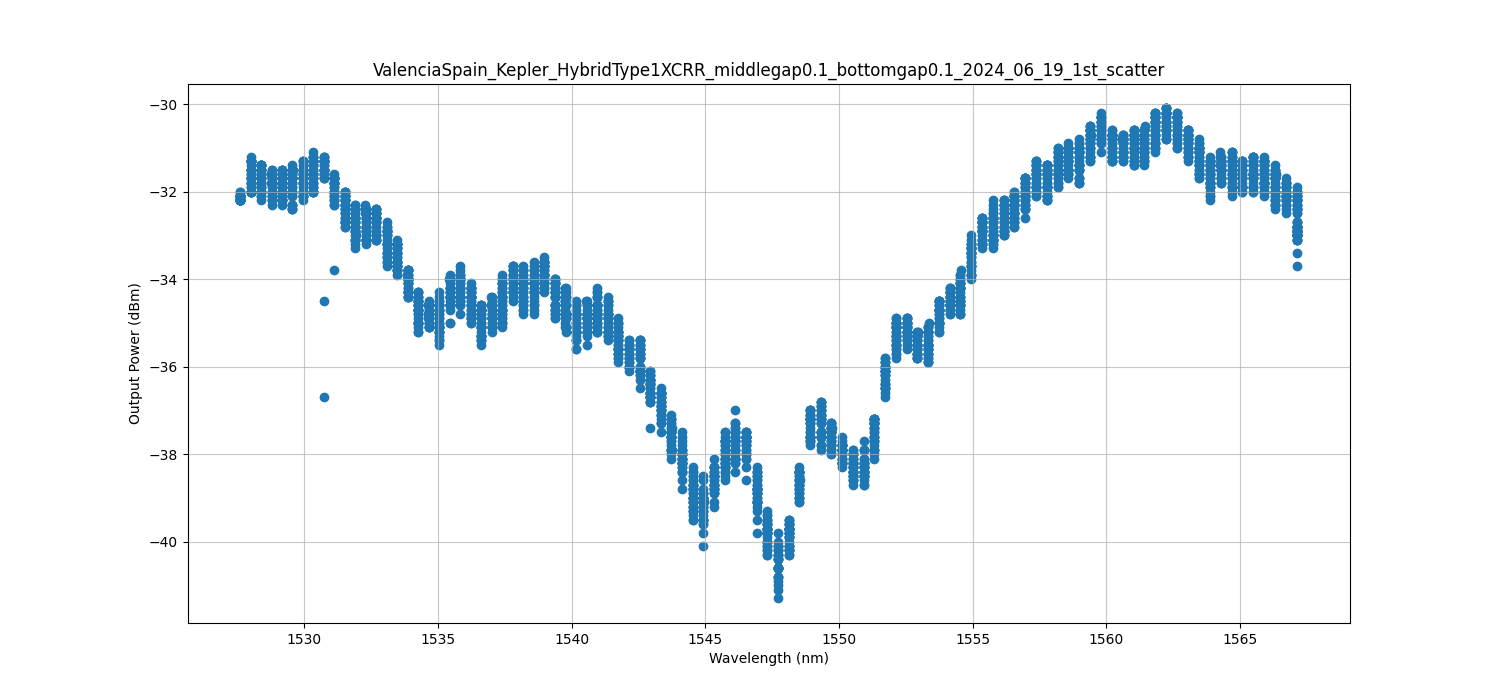 ValenciaSpain_Kepler_HybridType1XCRR_middlegap0.1_bottomgap0.1_2024_06_19_1st_scatter
−30
−32
−34
−36
−38
−40
Output Power (dBm)
1530 1535 1540 1545 1550 1555 1560 1565
Wavelength (nm)